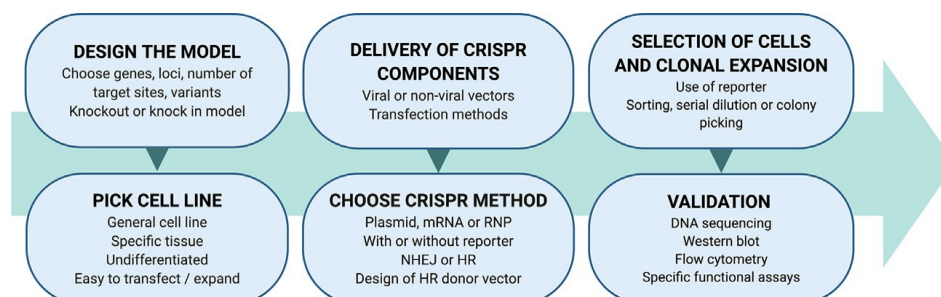 DESIGN THE MODEL
Choose genes, loci, number of
target sites, variants
Knockout or knock in model
PICK CELL LINE
General cell line
Specific tissue
Undifferentiated
Easy to transfect / expand
DELIVERY OF CRISPR
COMPONENTS
Viral or non-viral vectors
Transfection methods
CHOOSE CRISPR METHOD
Plasmid, mRNA or RNP
With or without reporter
NHEJ or HR
Design of HR donor vector
SELECTION OF CELLS
AND CLONAL EXPANSION
Use of reporter
Sorting, serial dilution or colony
picking
VALIDATION
DNA sequencing
Western blot
Flow cytometry
Specific functional assays